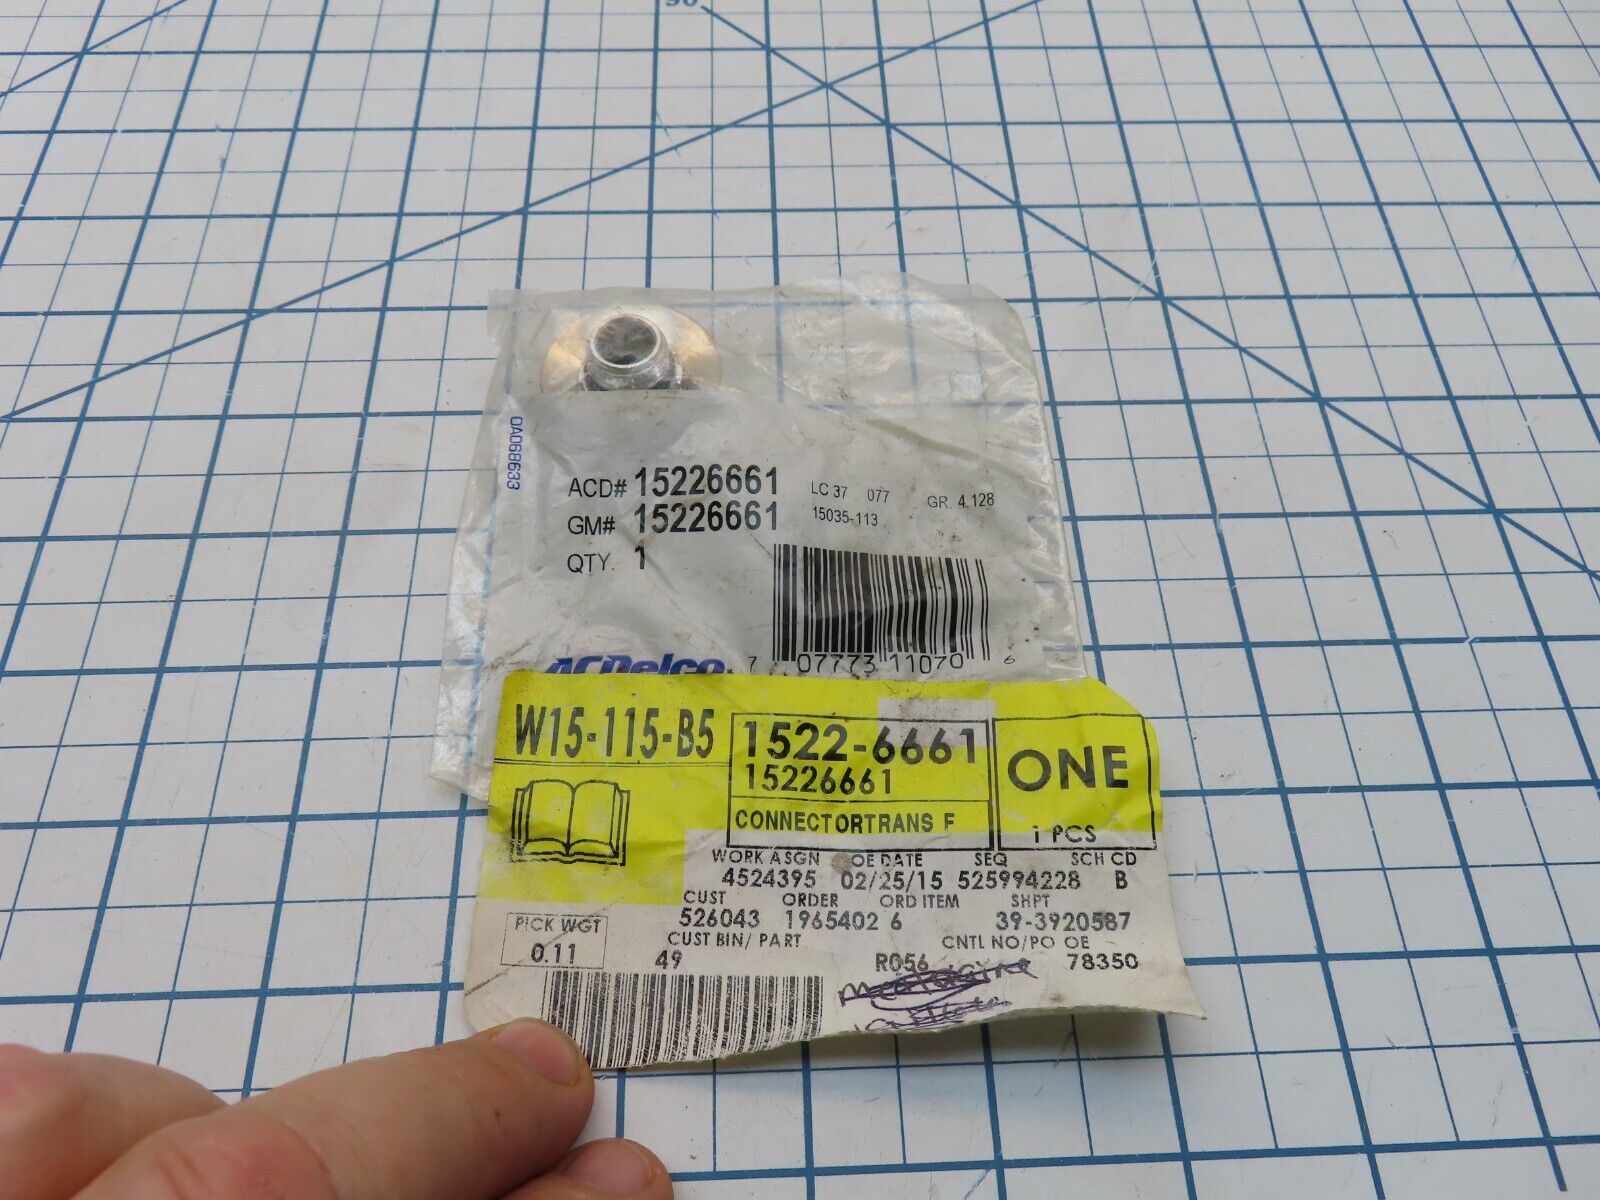 90
0A068633
ACD# 15226661 LC 37 077 GR. 4.128
GM# 15226661 15035-113
QTY. 1
7 07773 11070 6
ACDelco
W15-115-B5
1522-6661
15226661
CONNECTORTRANS F
ONE
1 PCS
WORK ASGN OE DATE SEQ SCH CD
4524395 02/25/15 525994228 B
CUST ORDER ORD ITEM SHPT
526043 1965402 6 39-3920587
PICK WGT
0.11
CUST BIN/ PART CNTL NO/PO OE
49 R056 78350